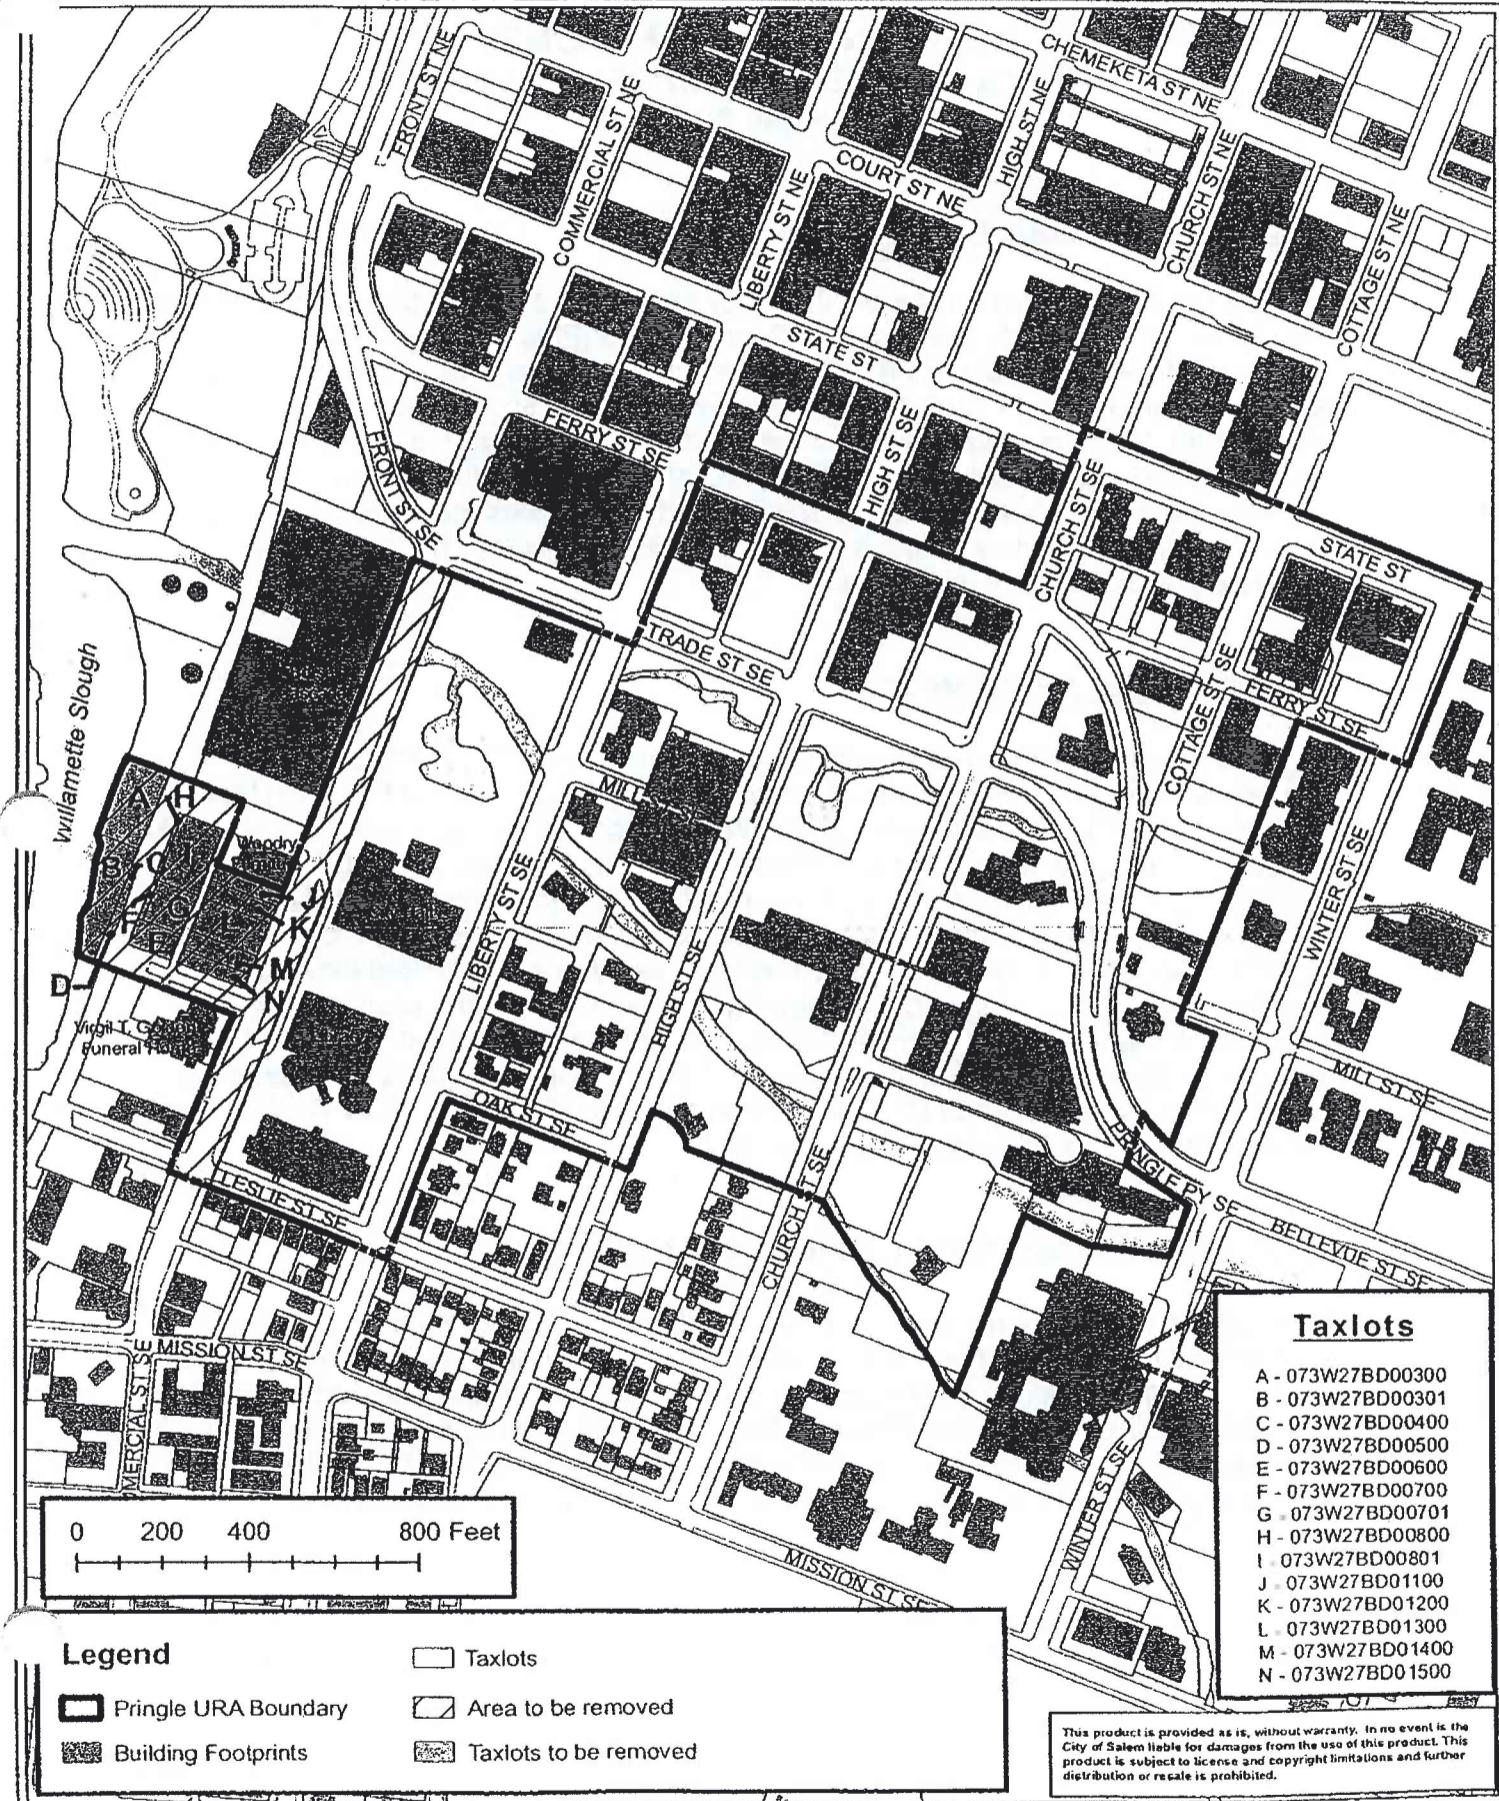 CHEMEKETA ST NE
FRONT ST NE
COMMERCIAL ST NE
HIGH ST NE
COURT ST NE
CHURCH ST NE
LIBERTY ST NE
COTTAGE ST NE
STATE ST
FERRY ST SE
HIGH ST SE
FRONT ST SE
CHURCH ST SE
STATE ST
TRADE ST SE
COTTAGE ST SE
FERRY ST SE
Willamette Slough
MILL
A
H
I
B
C
G
L
F
E
J
K
M
N
D
WINTER ST SE
LIBERTY ST SE
HIGH ST SE
Virgil T.
Funeral
MILL ST SE
OAK ST SE
PRINGLE PY SE
LESLIE ST SE
CHURCH ST SE
BELLEVUE ST SE
MISSION ST SE
MERCIAL ST SE
WINTER ST SE
MISSION ST SE
Taxlots
A - 073W27BD00300
B - 073W27BD00301
C - 073W27BD00400
D - 073W27BD00500
E - 073W27BD00600
F - 073W27BD00700
G - 073W27BD00701
H - 073W27BD00800
I - 073W27BD00801
J - 073W27BD01100
K - 073W27BD01200
L - 073W27BD01300
M - 073W27BD01400
N - 073W27BD01500
0 200 400 800 Feet
Legend
Pringle URA Boundary
Building Footprints
Taxlots
Area to be removed
Taxlots to be removed
This product is provided as is, without warranty. In no event is the
City of Salem liable for damages from the use of this product. This
product is subject to license and copyright limitations and further
distribution or resale is prohibited.